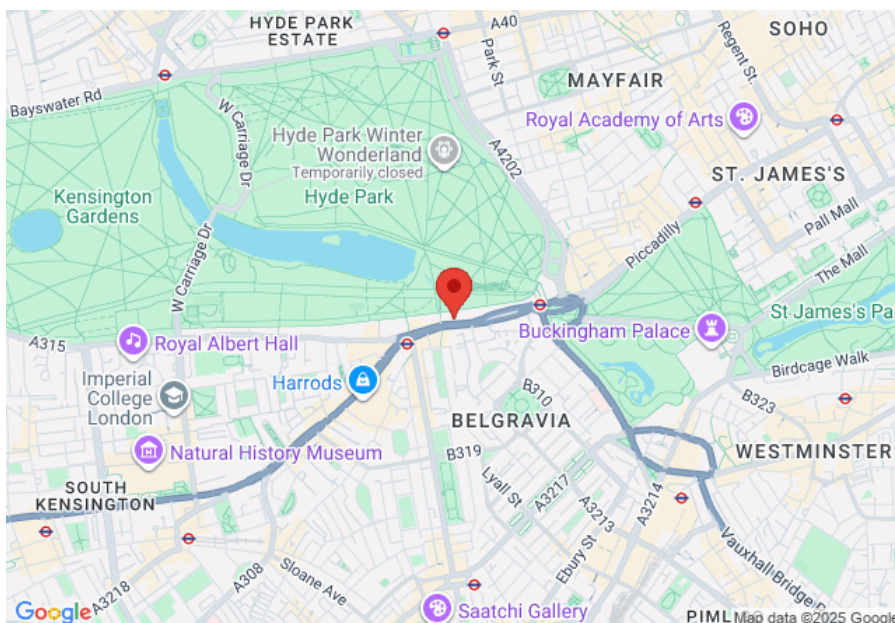 HYDE PARK
ESTATE
A40
SOHO
Park St
Regent St.
MAYFAIR
Bayswater Rd
W Carriage Dr
Royal Academy of Arts
Hyde Park Winter
Wonderland
Temporarily closed
A4202
ST. JAMES'S
Kensington
Gardens
Hyde Park
Pall Mall
Piccadilly
The Mall
W Carriage Dr
St James's Pa
A315
Royal Albert Hall
Buckingham Palace
Birdcage Walk
Imperial
College
London
Harrods
B310
B323
BELGRAVIA
Natural History Museum
B319
WESTMINSTER
Lyall St
A3217
A3214
SOUTH
KENSINGTON
A3213
Ebury St
Vauxhall Bridge
A308
Sloane Ave
Google
A3218
Saatchi Gallery
PIML
Map data ©2025 Google